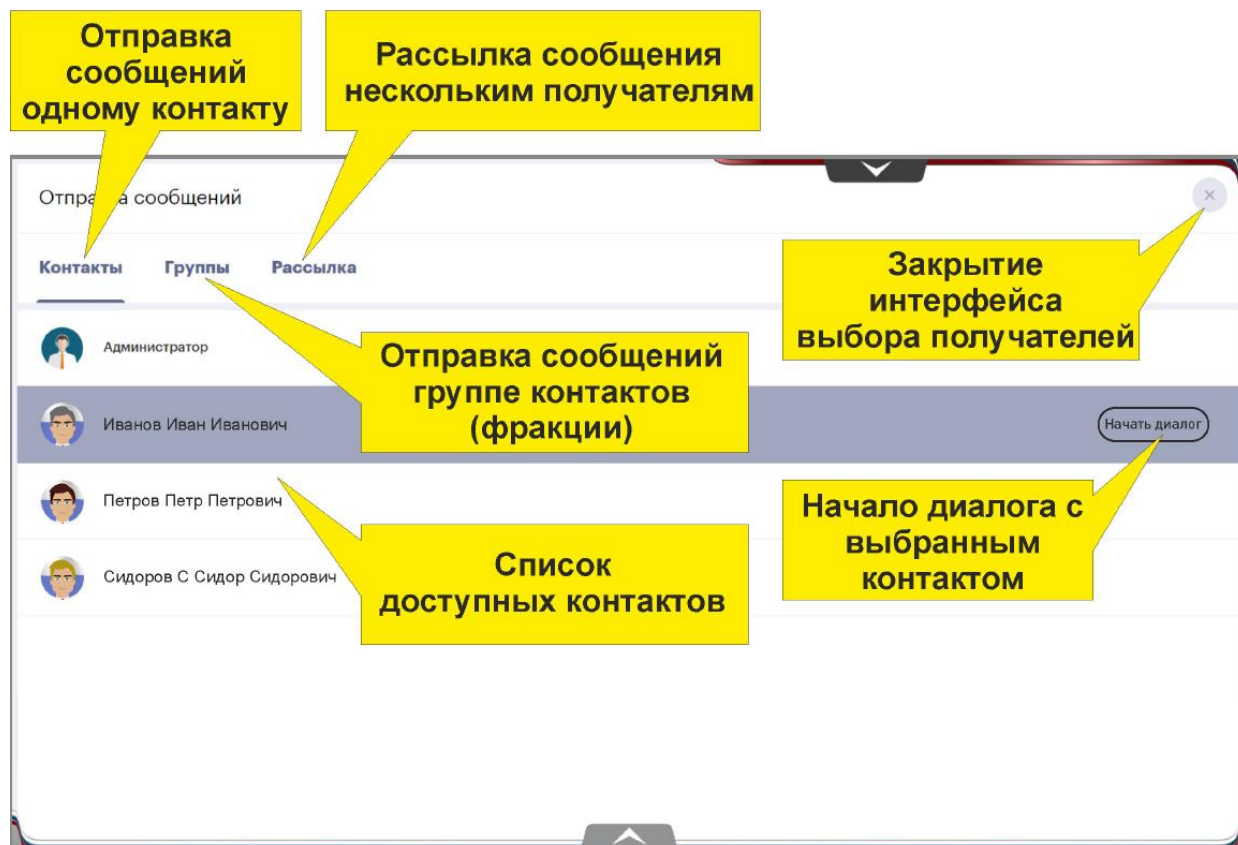 Отправка
сообщений
одному контакту
Рассылка сообщения
нескольким получателям
Отправка сообщений
Контакты Группы Рассылка
Закрытие
интерфейса
выбора получателей
Администратор
Отправка сообщений
группе контактов
(фракции)
Иванов Иван Иванович
Начать диалог
Петров Петр Петрович
Начало диалога с
выбранным
контактом
Список
доступных контактов
Сидоров С Сидор Сидорович